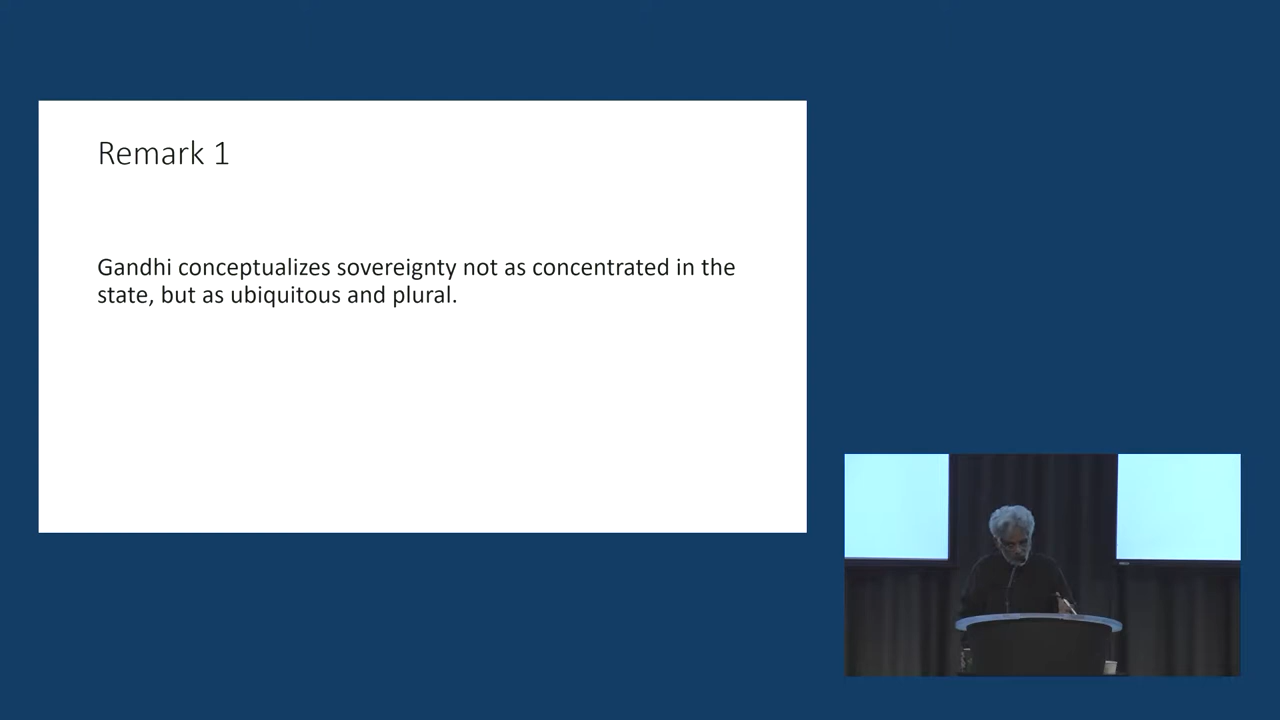 Remark 1
Gandhi conceptualizes sovereignty not as concentrated in the
state, but as ubiquitous and plural.